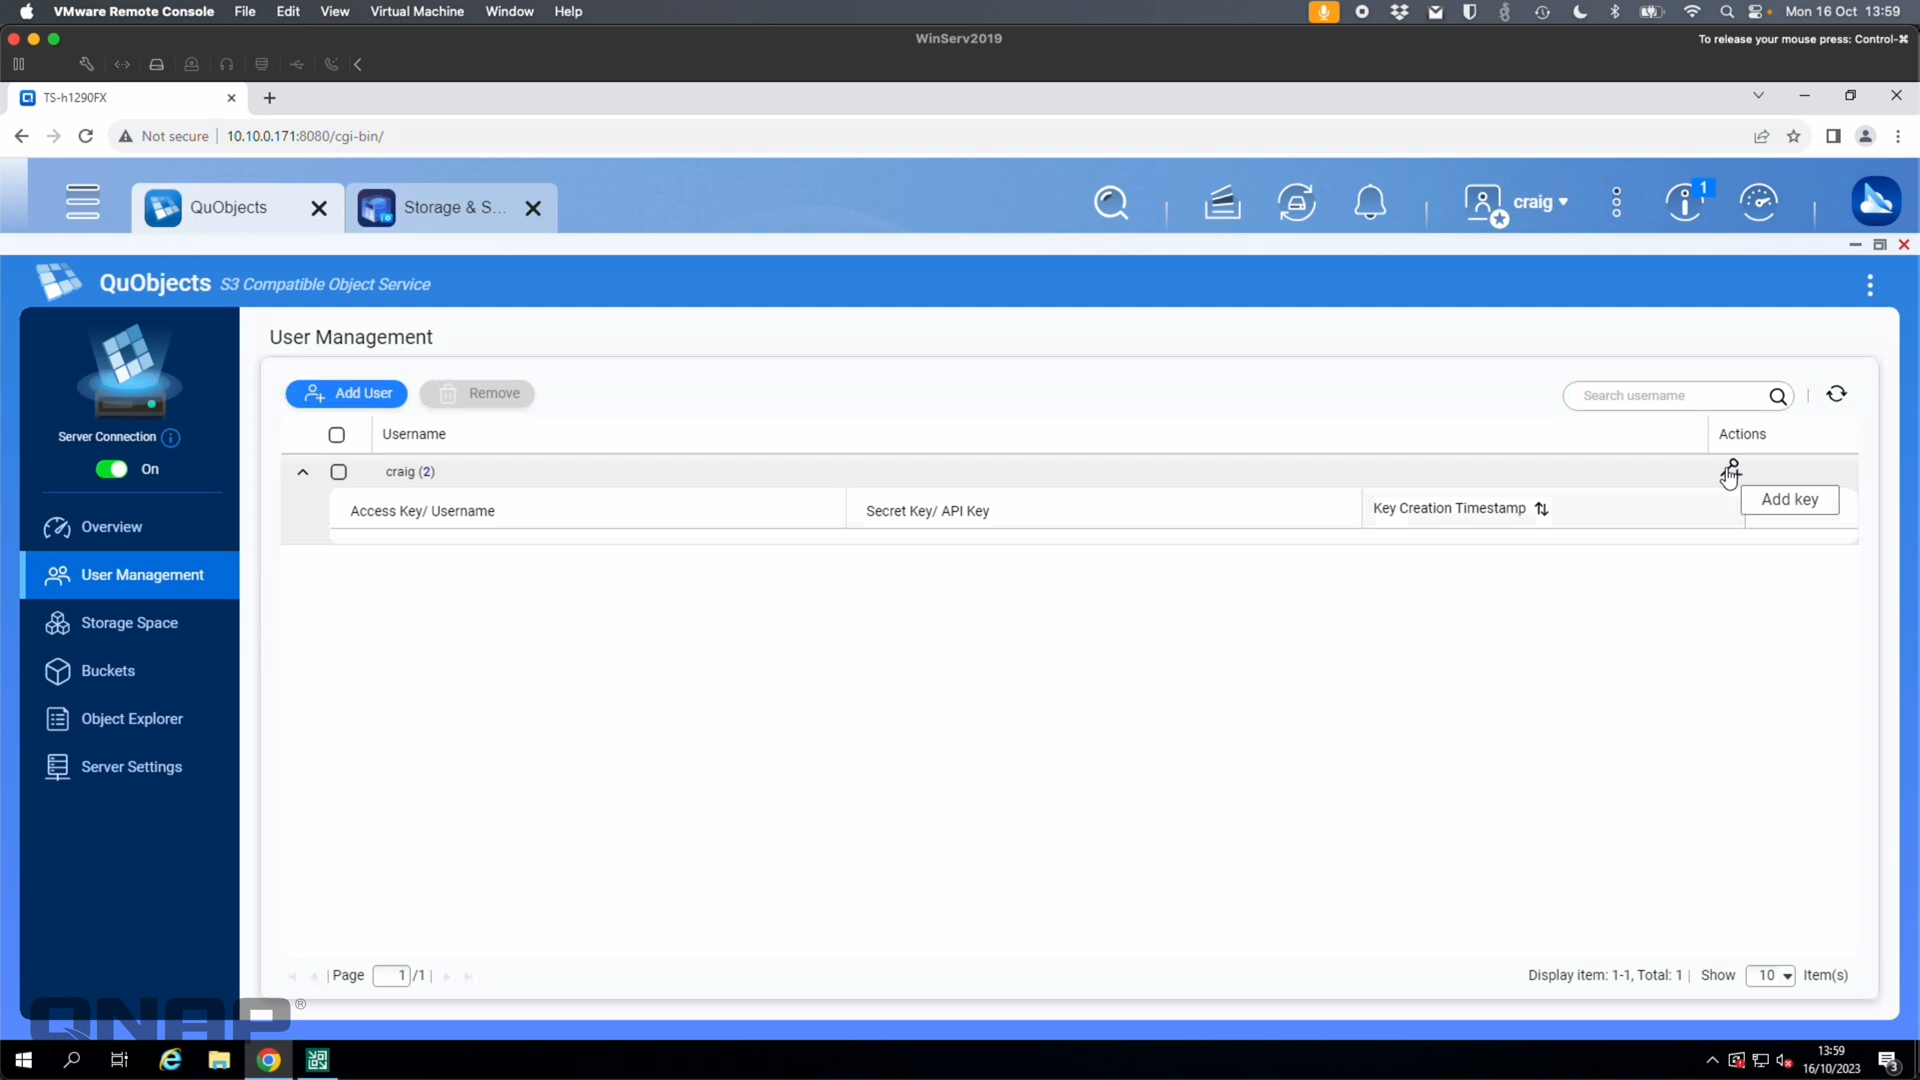 VMware Remote Console File Edit View Virtual Machine Window Help Mon 16 Oct 13:59
WinServ2019 To release your mouse press: Control-⌘
TS-h1290FX
Not secure 10.10.0.171:8080/cgi-bin/
QuObjects Storage & S... craig 1
QuObjects S3 Compatible Object Service
User Management
Add User Remove Search username
Server Connection
On
Username Actions
craig (2)
Access Key/ Username Secret Key/ API Key Key Creation Timestamp Add key
Overview
User Management
Storage Space
Buckets
Object Explorer
Server Settings
Page 1 /1 Display item: 1-1, Total: 1 Show 10 Item(s)
QNAP®
13:59
16/10/2023 3